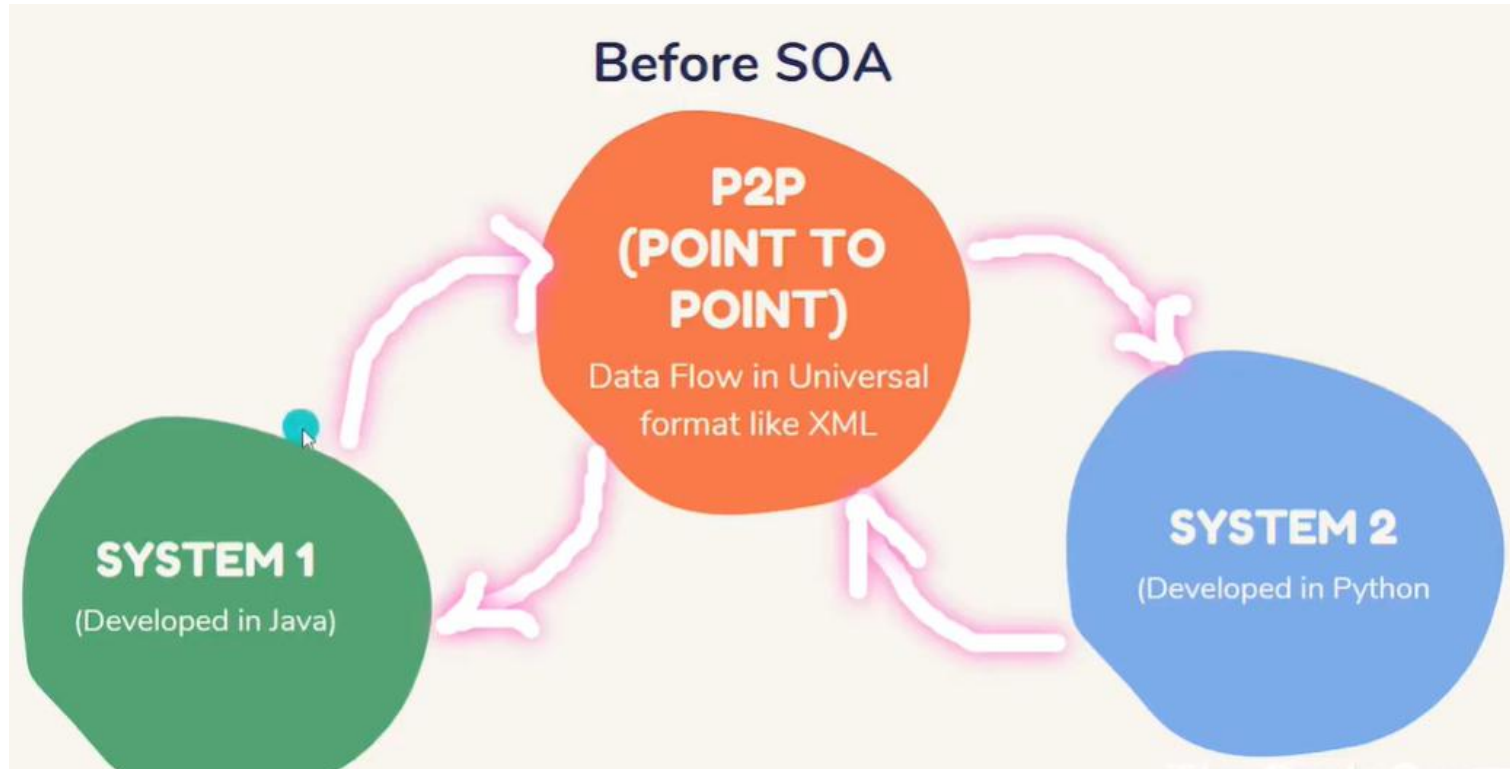 Before SOA
P2P
(POINT TO
POINT)
Data Flow in Universal
format like XML
SYSTEM 1
(Developed in Java)
SYSTEM 2
(Developed in Python